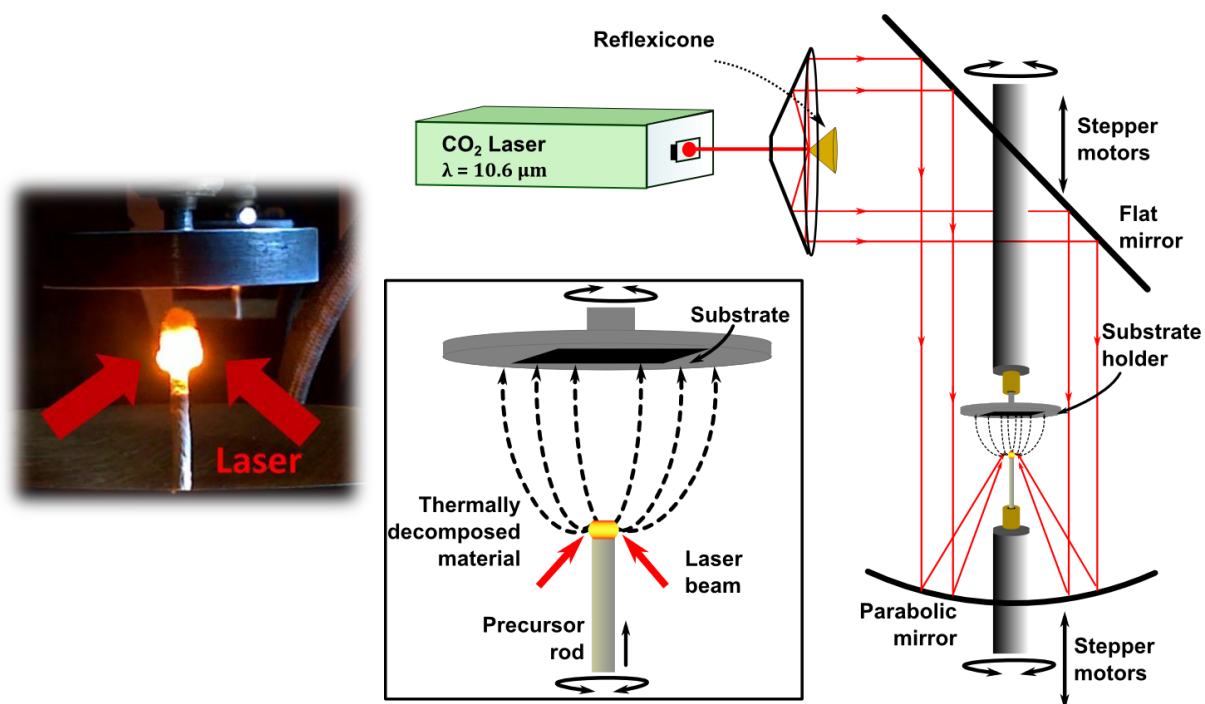 Reflexicone
CO₂ Laser
λ = 10.6 μm
Stepper
motors
Flat
mirror
Substrate
holder
Laser
Substrate
Thermally
decomposed
material
Laser
beam
Precursor
rod
Parabolic
mirror
Stepper
motors